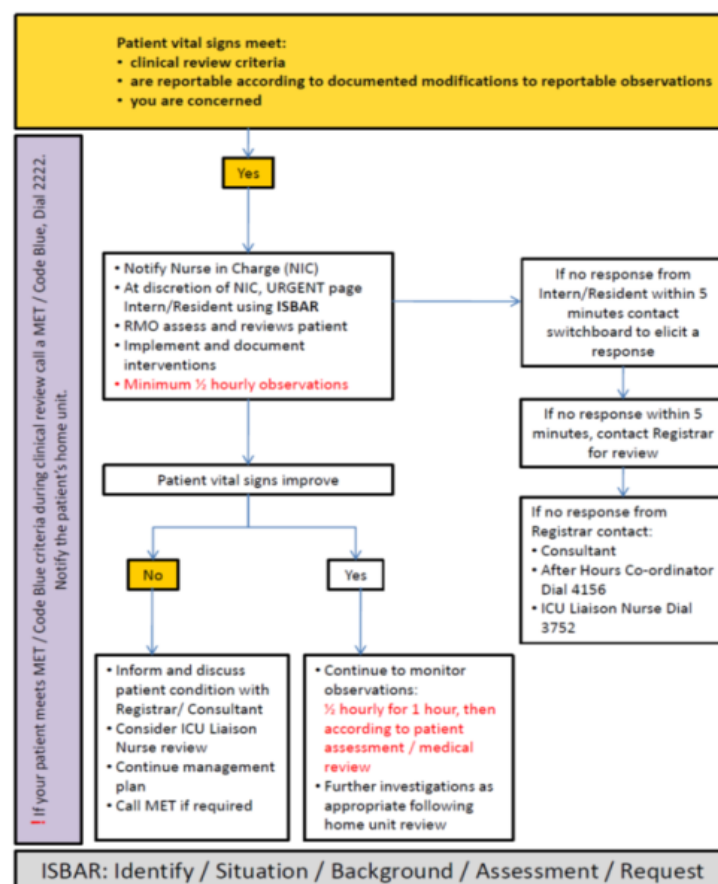 Patient vital signs meet:
• clinical review criteria
• are reportable according to documented modifications to reportable observations
• you are concerned
! If your patient meets MET / Code Blue criteria during clinical review call a MET / Code Blue, Dial 2222.
Notify the patient's home unit.
Yes
• Notify Nurse in Charge (NIC)
• At discretion of NIC, URGENT page
Intern/Resident using ISBAR
• RMO assess and reviews patient
• Implement and document
interventions
• Minimum ½ hourly observations
If no response from
Intern/Resident within 5
minutes contact
switchboard to elicit a
response
If no response within 5
minutes, contact Registrar
for review
If no response from
Registrar contact:
• Consultant
• After Hours Co-ordinator
Dial 4156
• ICU Liaison Nurse Dial
3752
Patient vital signs improve
No
Yes
• Inform and discuss
patient condition with
Registrar/ Consultant
• Consider ICU Liaison
Nurse review
• Continue management
plan
• Call MET if required
• Continue to monitor
observations:
½ hourly for 1 hour, then
according to patient
assessment / medical
review
• Further investigations as
appropriate following
home unit review
ISBAR: Identify / Situation / Background / Assessment / Request